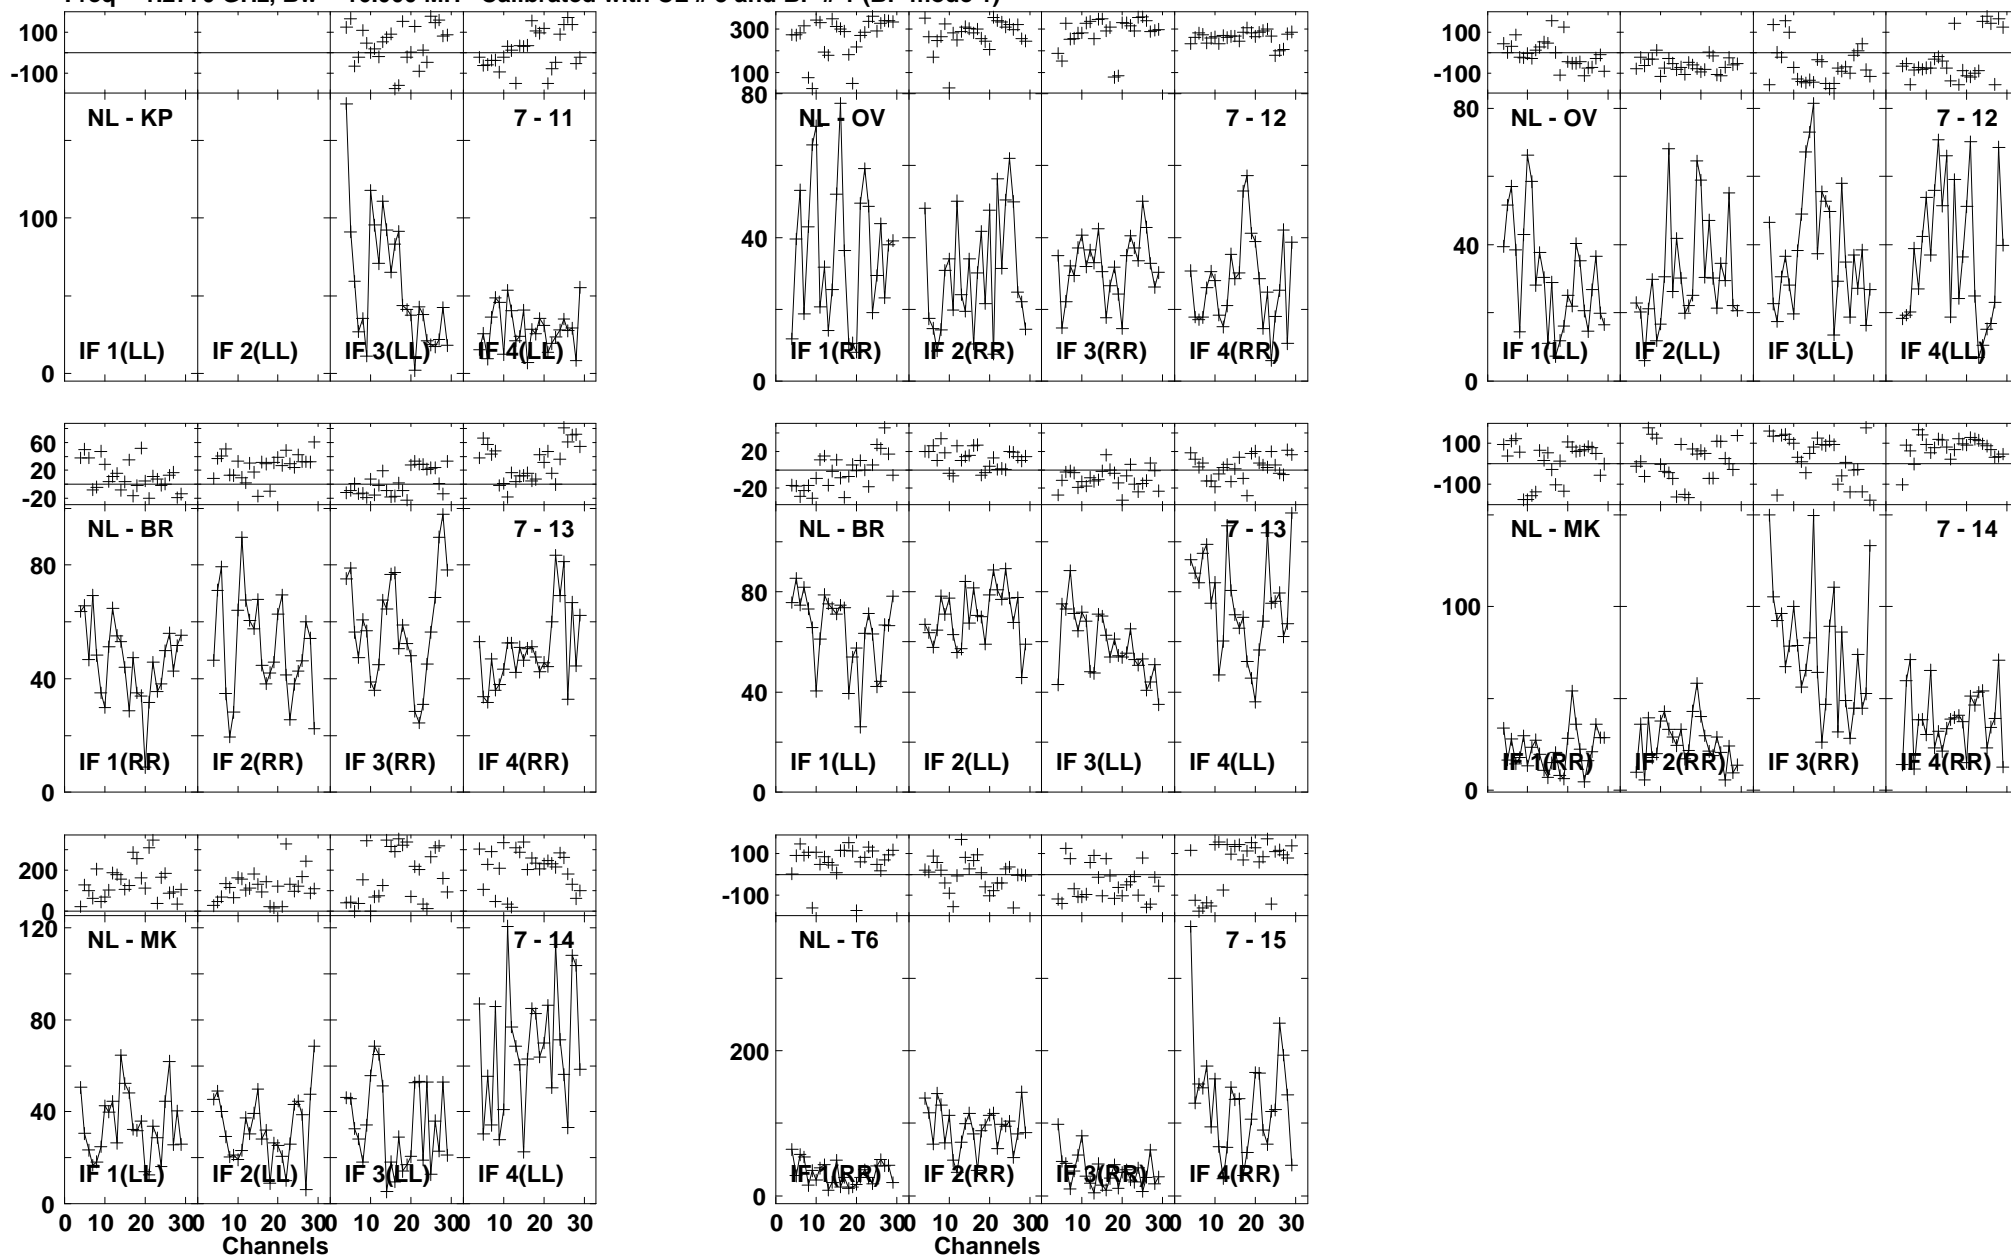 Calibrated with CL # 8 and BP # 1 (BP mode 1)
100
-100
NL - KP 7 - 11
100
0
IF 1(LL) IF 2(LL) IF 3(LL) IF 4(LL)
300
100
80
NL - OV 7 - 12
40
0
IF 1(RR) IF 2(RR) IF 3(RR) IF 4(RR)
100
-100
80
NL - OV 7 - 12
40
0
IF 1(LL) IF 2(LL) IF 3(LL) IF 4(LL)
60
20
-20
NL - BR 7 - 13
80
40
0
IF 1(RR) IF 2(RR) IF 3(RR) IF 4(RR)
20
-20
NL - BR 7 - 13
80
40
0
IF 1(LL) IF 2(LL) IF 3(LL) IF 4(LL)
100
-100
NL - MK 7 - 14
100
0
IF 1(RR) IF 2(RR) IF 3(RR) IF 4(RR)
200
0
120
NL - MK 7 - 14
80
40
0
IF 1(LL) IF 2(LL) IF 3(LL) IF 4(LL)
0 10 20 30 0 10 20 30 0 10 20 30 0 10 20 30
Channels
100
-100
NL - T6 7 - 15
200
0
IF 1(RR) IF 2(RR) IF 3(RR) IF 4(RR)
0 10 20 30 0 10 20 30 0 10 20 30 0 10 20 30
Channels